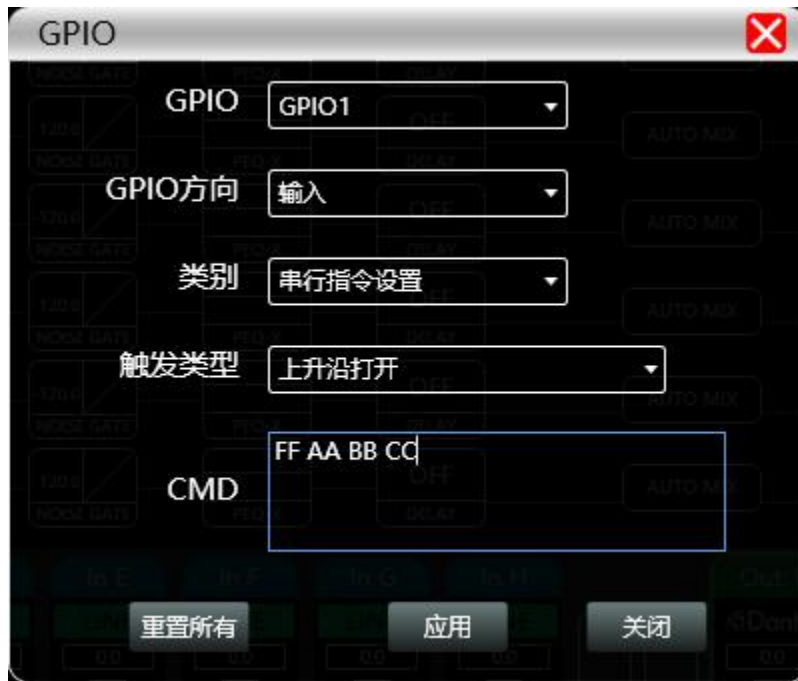 GPIO
GPIO GPIO1
GPIO方向 输入
类别 串行指令设置
触发类型 上升沿打开
CMD FF AA BB CC
重置所有 应用 关闭